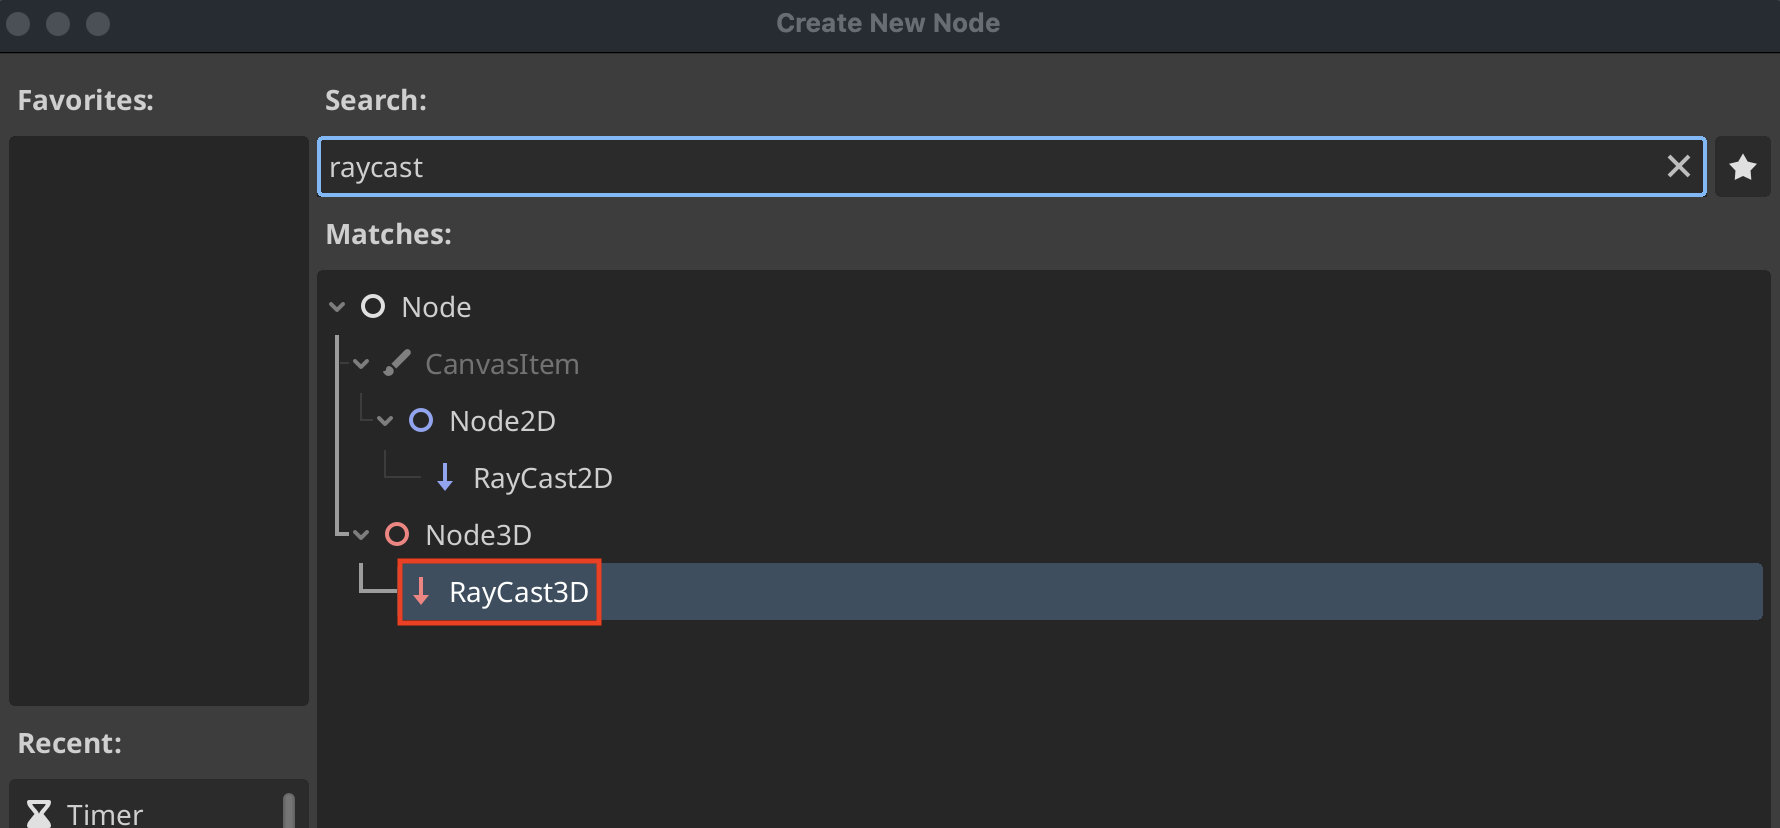 Create New Node
Favorites:
Search:
raycast
Matches:
Node
CanvasItem
Node2D
RayCast2D
Node3D
RayCast3D
Recent:
Timer